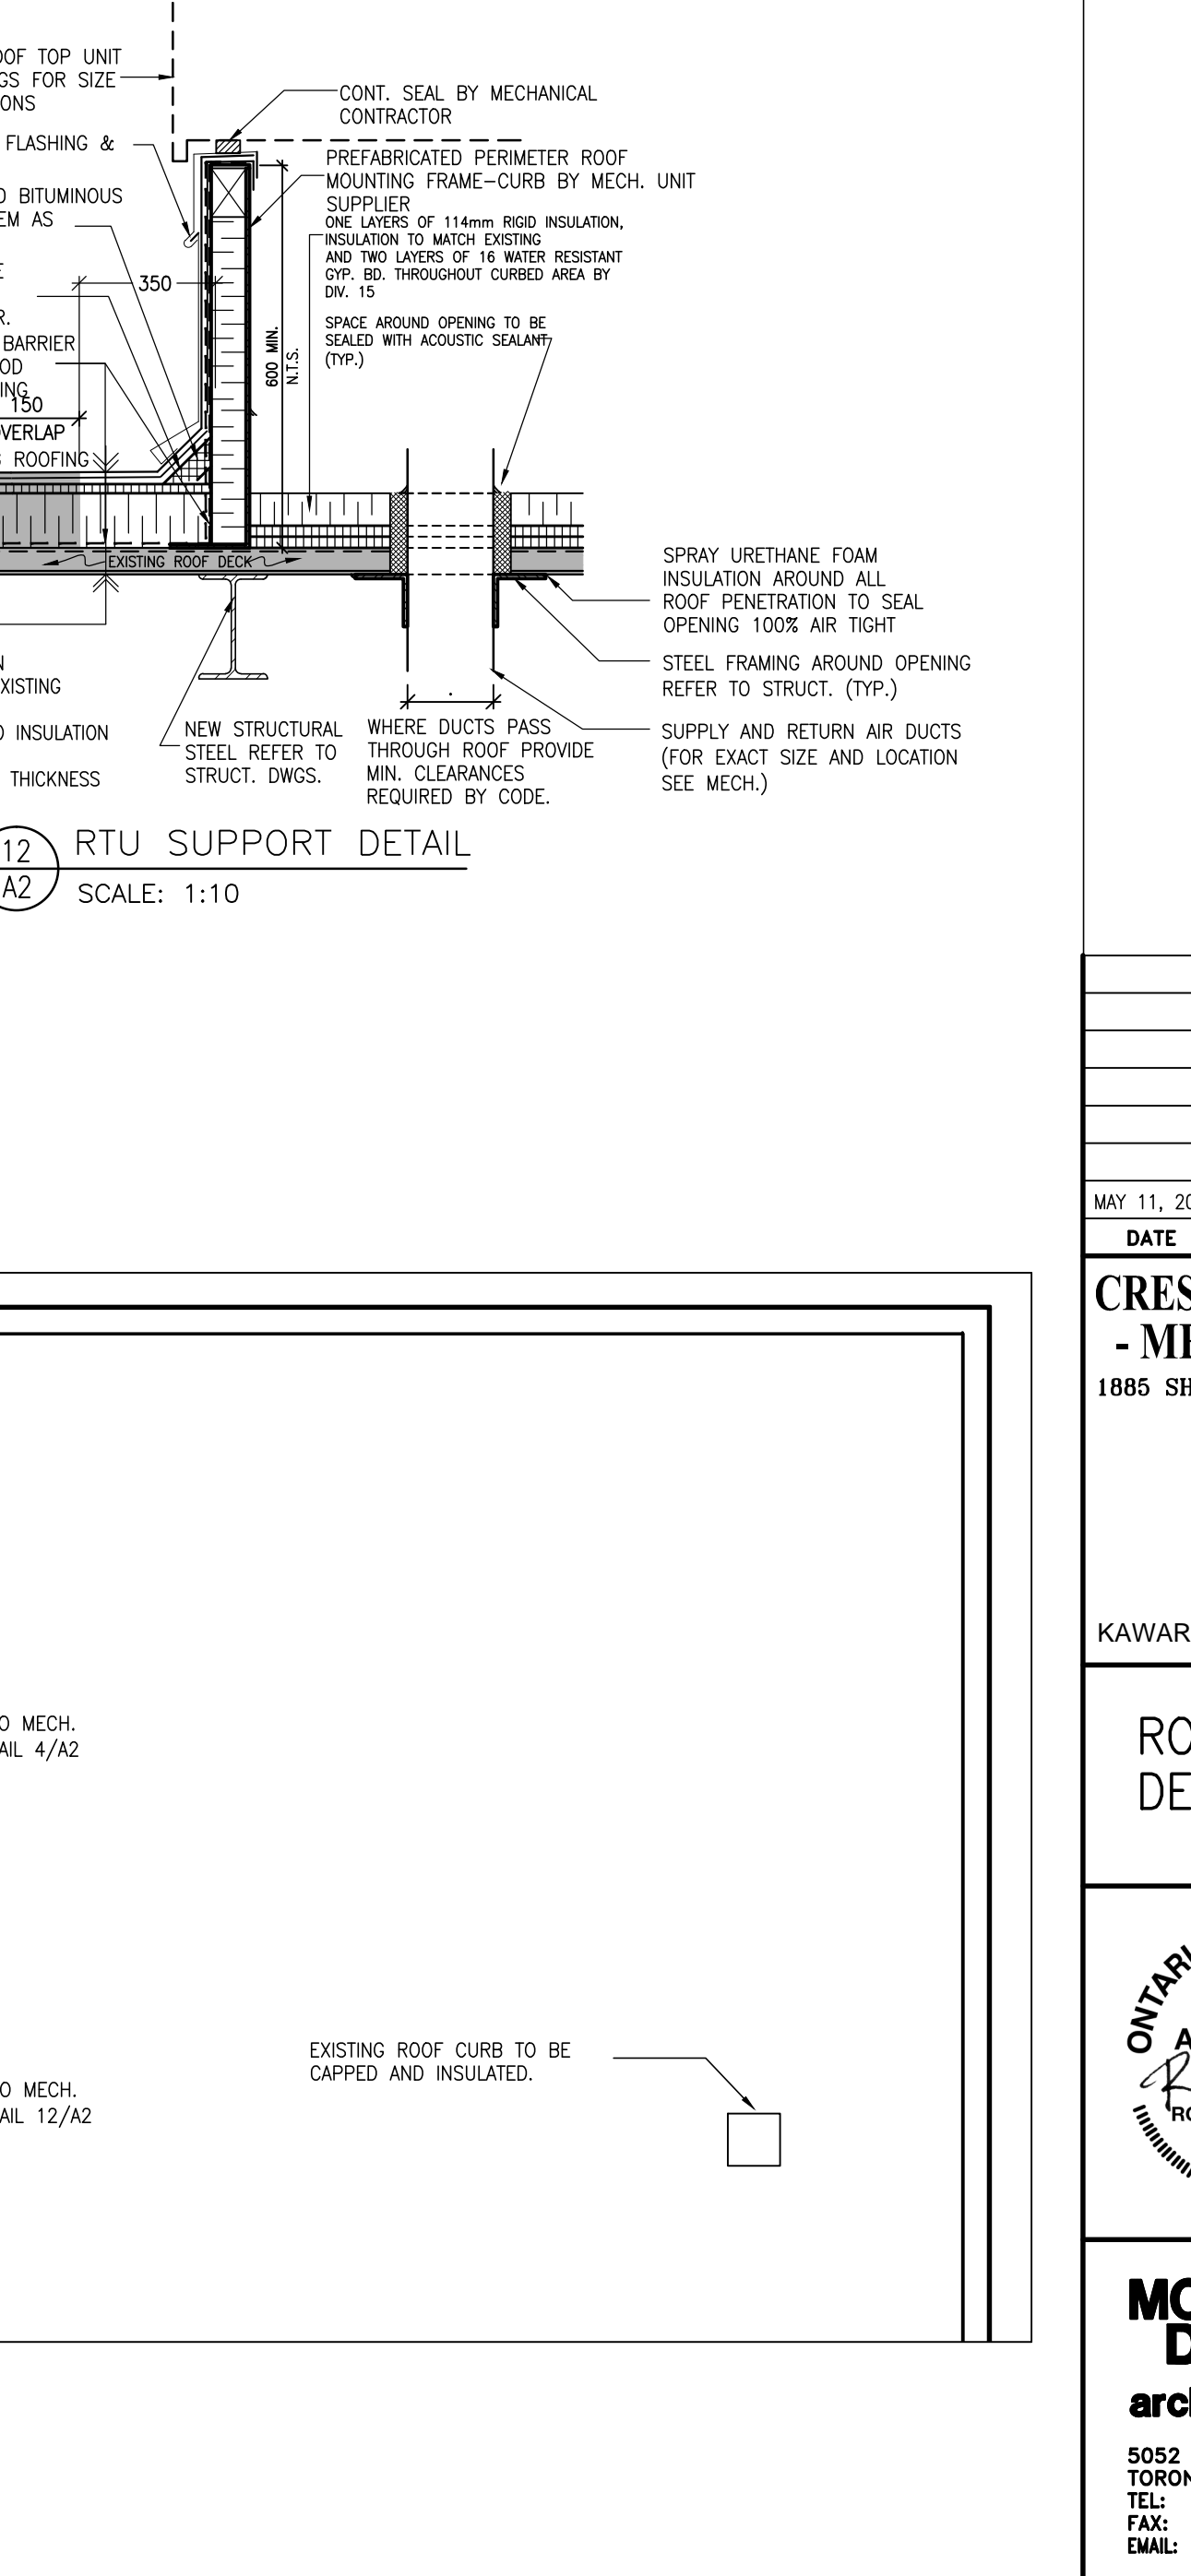 OOF TOP UNIT
GS FOR SIZE
ONS
FLASHING &
D BITUMINOUS
EM AS
E
R.
BARRIER
OD
ING
150
OVERLAP
ROOFING
350
CONT. SEAL BY MECHANICAL
CONTRACTOR
PREFABRICATED PERIMETER ROOF
MOUNTING FRAME-CURB BY MECH. UNIT
SUPPLIER
ONE LAYERS OF 114mm RIGID INSULATION,
INSULATION TO MATCH EXISTING
AND TWO LAYERS OF 16 WATER RESISTANT
GYP. BD. THROUGHOUT CURBED AREA BY
DIV. 15
SPACE AROUND OPENING TO BE
SEALED WITH ACOUSTIC SEALANT
(TYP.)
600 MIN.
N.T.S.
EXISTING ROOF DECK
SPRAY URETHANE FOAM
INSULATION AROUND ALL
ROOF PENETRATION TO SEAL
OPENING 100% AIR TIGHT
STEEL FRAMING AROUND OPENING
REFER TO STRUCT. (TYP.)
SUPPLY AND RETURN AIR DUCTS
(FOR EXACT SIZE AND LOCATION
SEE MECH.)
N
XISTING
D INSULATION
THICKNESS
NEW STRUCTURAL
STEEL REFER TO
STRUCT. DWGS.
WHERE DUCTS PASS
THROUGH ROOF PROVIDE
MIN. CLEARANCES
REQUIRED BY CODE.
12
A2
RTU SUPPORT DETAIL
SCALE: 1:10
MAY 11, 20
DATE
CRES
- ME
1885 SH
KAWAR
RO
DE
O MECH.
AIL 4/A2
EXISTING ROOF CURB TO BE
CAPPED AND INSULATED.
O MECH.
AIL 12/A2
ONTARI
A
RO
MO
D
arch
5052
TORON
TEL:
FAX:
EMAIL: